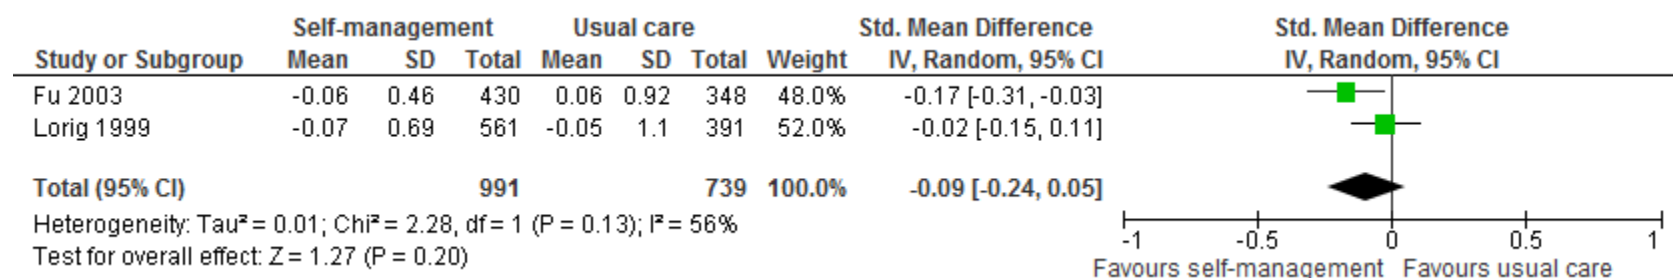 Self-management Usual care Std. Mean Difference Std. Mean Difference
Study or Subgroup Mean SD Total Mean SD Total Weight IV, Random, 95% CI IV, Random, 95% CI
Fu 2003 -0.06 0.46 430 0.06 0.92 348 48.0% -0.17 [-0.31, -0.03]
Lorig 1999 -0.07 0.69 561 -0.05 1.1 391 52.0% -0.02 [-0.15, 0.11]
Total (95% CI) 991 739 100.0% -0.09 [-0.24, 0.05]
Heterogeneity: Tau² = 0.01; Chi² = 2.28, df = 1 (P = 0.13); I² = 56%
Test for overall effect: Z = 1.27 (P = 0.20)
-1 -0.5 0 0.5 1
Favours self-management Favours usual care